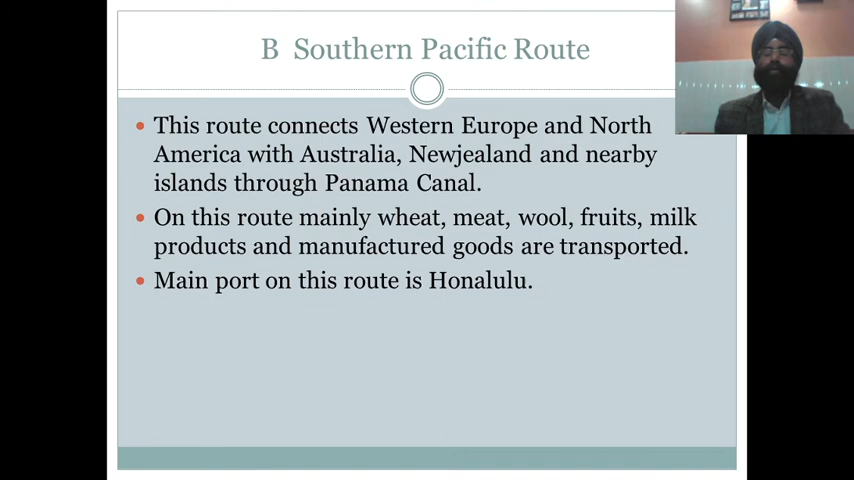 B Southern Pacific Route
• This route connects Western Europe and North
America with Australia, Newjealand and nearby
islands through Panama Canal.
• On this route mainly wheat, meat, wool, fruits, milk
products and manufactured goods are transported.
• Main port on this route is Honalulu.